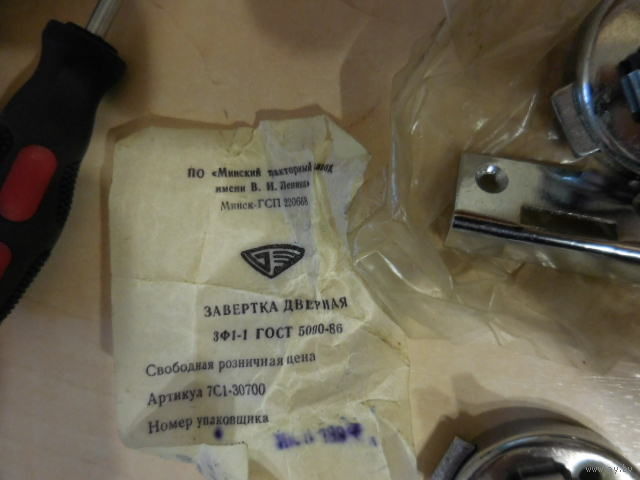 ПО «Минский тракторный завод
имени В. И. Ленина»
Минск-ГСП 220668
ЗАВЕРТКА ДВЕРНАЯ
ЗФ1-1 ГОСТ 5090-86
Свободная розничная цена
Артикул 7С1-30700
Номер упаковщика